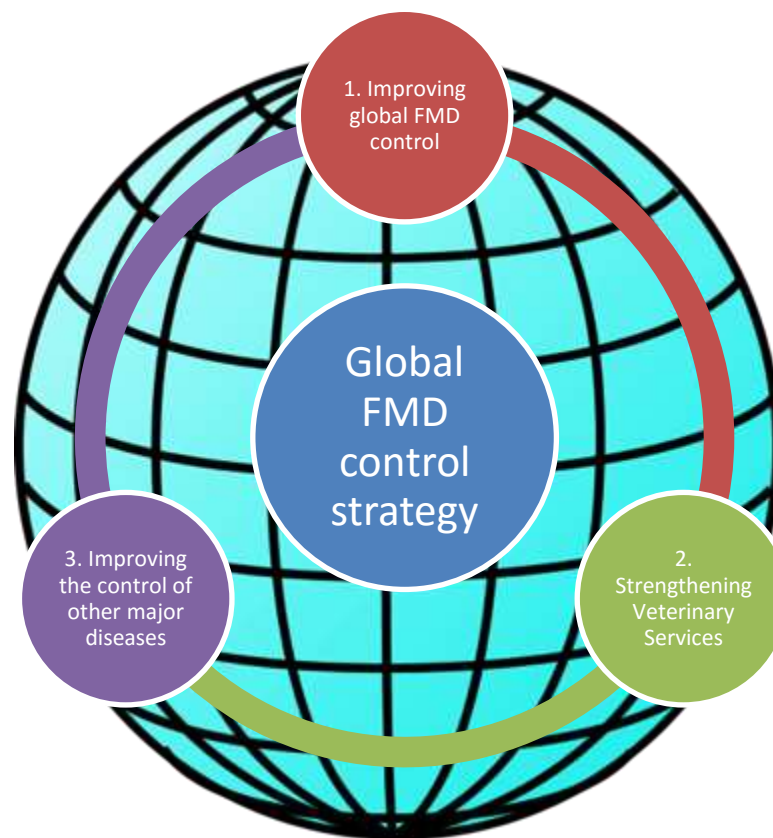 1. Improving
global FMD
control
Global
FMD
control
strategy
3. Improving
the control of
other major
diseases
2.
Strengthening
Veterinary
Services